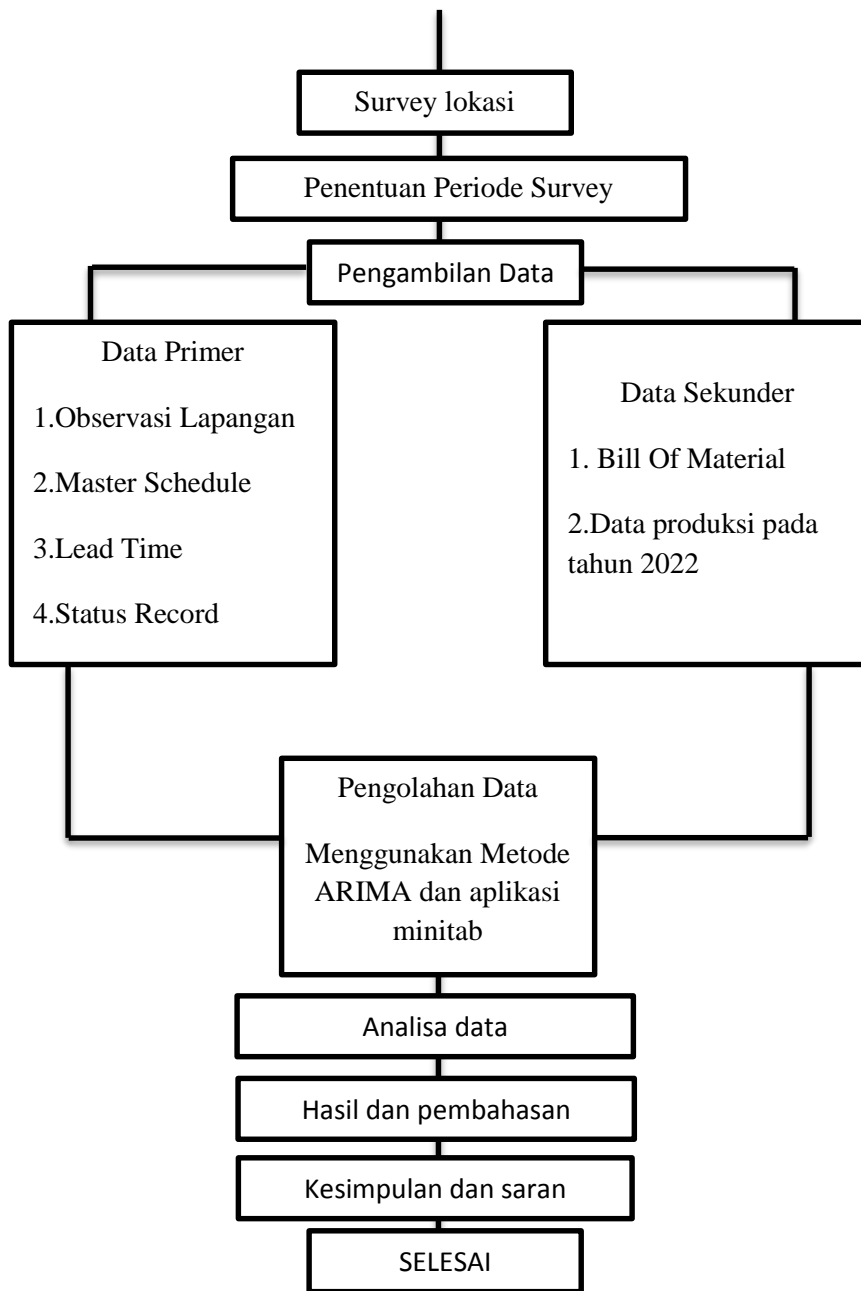 Survey lokasi
Penentuan Periode Survey
Pengambilan Data
Data Primer
1.Observasi Lapangan
2.Master Schedule
3.Lead Time
4.Status Record
Data Sekunder
1. Bill Of Material
2.Data produksi pada
tahun 2022
Pengolahan Data
Menggunakan Metode
ARIMA dan aplikasi
minitab
Analisa data
Hasil dan pembahasan
Kesimpulan dan saran
SELESAI